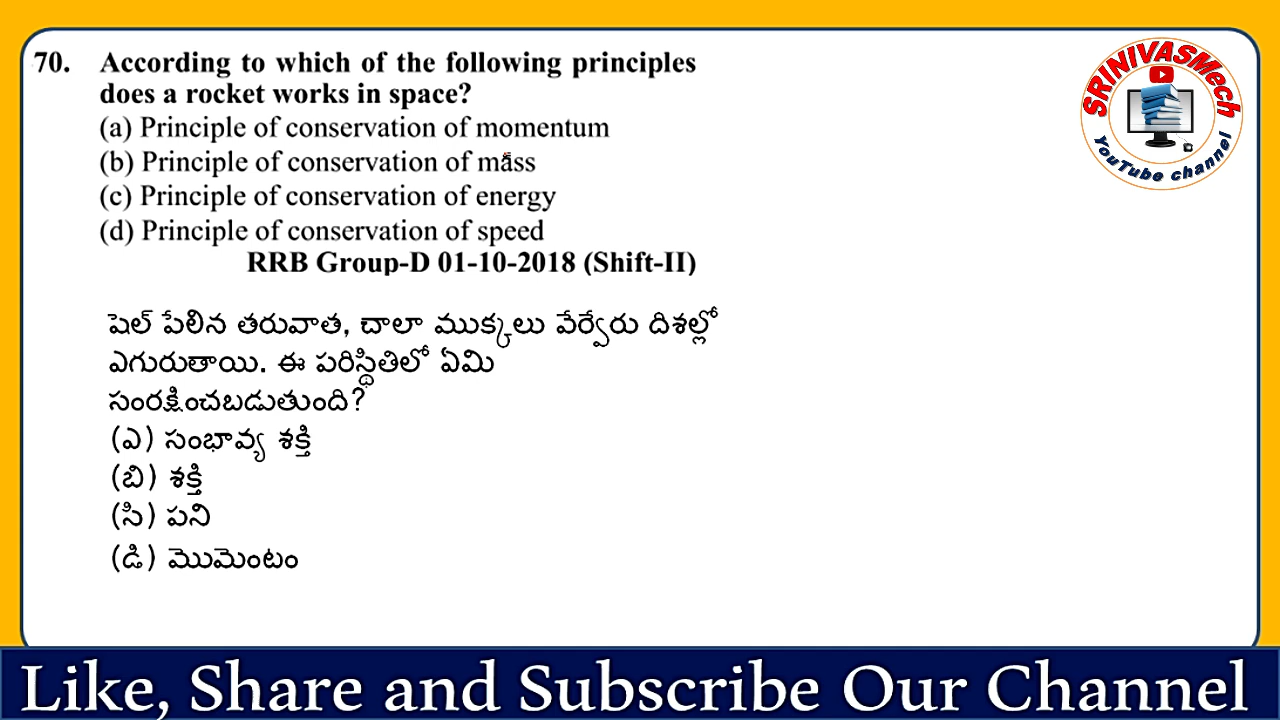 70. According to which of the following principles
does a rocket works in space?
(a) Principle of conservation of momentum
(b) Principle of conservation of mass
(c) Principle of conservation of energy
(d) Principle of conservation of speed
RRB Group-D 01-10-2018 (Shift-II)
షెల్ పేలిన తరువాత, చాలా ముక్కలు వేర్వేరు దిశల్లో
ఎగురుతాయి. ఈ పరిస్థితిలో ఏమి
సంరక్షించబడుతుంది?
(ఎ) సంభావ్య శక్తి
(బి) శక్తి
(సి) పని
(డి) మొమెంటం
SRINIVASMech
YouTube channel
Like, Share and Subscribe Our Channel